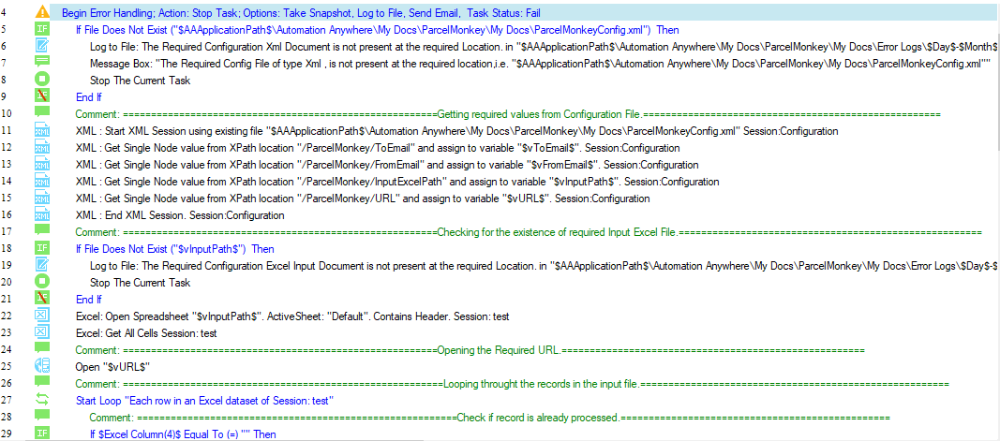 4 Begin Error Handling; Action: Stop Task; Options: Take Snapshot, Log to File, Send Email, Task Status: Fail
5 IF If File Does Not Exist ("$AAApplicationPath$\Automation Anywhere\My Docs\ParcelMonkey\My Docs\ParcelMonkeyConfig.xml") Then
6 Log to File: The Required Configuration Xml Document is not present at the required Location. in "$AAApplicationPath$\Automation Anywhere\My Docs\ParcelMonkey\My Docs\Error Logs\$Day$-$Month$
7 Message Box: "The Required Config File of type Xml , is not present at the required location,i.e. "$AAApplicationPath$\Automation Anywhere\My Docs\ParcelMonkey\My Docs\ParcelMonkeyConfig.xml""
8 Stop The Current Task
9 IF End If
10 Comment: ================================================Getting required values from Configuration File.==============================================
11 XML XML : Start XML Session using existing file "$AAApplicationPath$\Automation Anywhere\My Docs\ParcelMonkey\My Docs\ParcelMonkeyConfig.xml" Session:Configuration
12 XML XML : Get Single Node value from XPath location "/ParcelMonkey/ToEmail" and assign to variable "$vToEmail$". Session:Configuration
13 XML XML : Get Single Node value from XPath location "/ParcelMonkey/FromEmail" and assign to variable "$vFromEmail$". Session:Configuration
14 XML XML : Get Single Node value from XPath location "/ParcelMonkey/InputExcelPath" and assign to variable "$vInputPath$". Session:Configuration
15 XML XML : Get Single Node value from XPath location "/ParcelMonkey/URL" and assign to variable "$vURL$". Session:Configuration
16 XML XML : End XML Session. Session:Configuration
17 Comment: ================================================Checking for the existence of required Input Excel File.===============================================
18 IF If File Does Not Exist ("$vInputPath$") Then
19 Log to File: The Required Configuration Excel Input Document is not present at the required Location. in "$AAApplicationPath$\Automation Anywhere\My Docs\ParcelMonkey\My Docs\Error Logs\$Day$-$
20 Stop The Current Task
21 IF End If
22 Excel: Open Spreadsheet "$vInputPath$". ActiveSheet: "Default". Contains Header. Session: test
23 Excel: Get All Cells Session: test
24 Comment: ================================================Opening the Required URL.===============================================
25 Open "$vURL$"
26 Comment: =================================================Looping throught the records in the input file.================================================
27 Start Loop "Each row in an Excel dataset of Session: test"
28 Comment: =================================================Check if record is already processed.==========================================
29 IF If $Excel Column(4)$ Equal To (=) "" Then